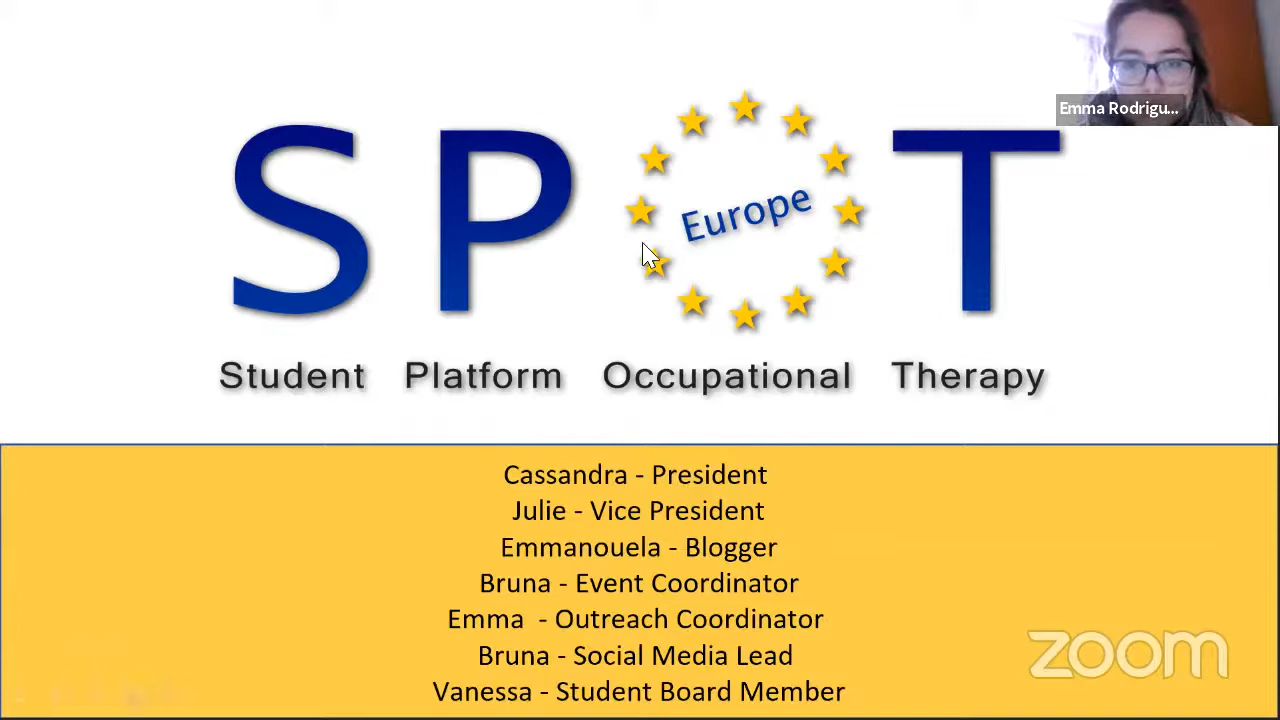 Emma Rodrigu...
S P T
Europe
Student Platform Occupational Therapy
Cassandra - President
Julie - Vice President
Emmanouela - Blogger
Bruna - Event Coordinator
Emma - Outreach Coordinator
Bruna - Social Media Lead
Vanessa - Student Board Member
zoom